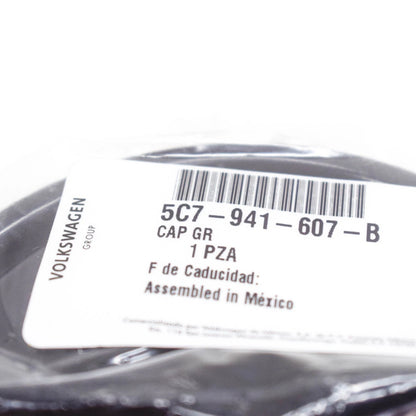 VOLKSWAGEN
GROUP
5C7-941-607-B
CAP GR
1 PZA
F de Caducidad:
Assembled in México